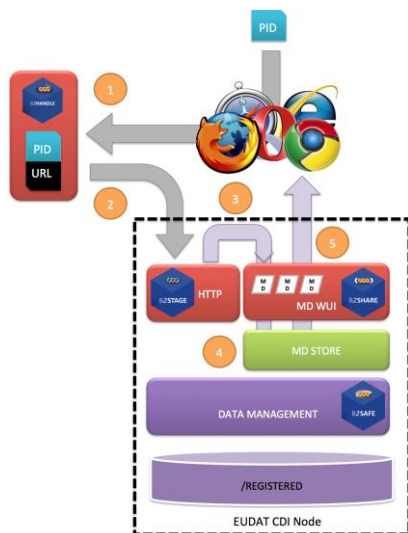 PID
1
B2HANDLE
PID
URL
2
3
5
B2STAGE
HTTP
M D
M D
M D
MD WUI
B2SHARE
4
MD STORE
DATA MANAGEMENT
B2SAFE
/REGISTERED
EUDAT CDI Node